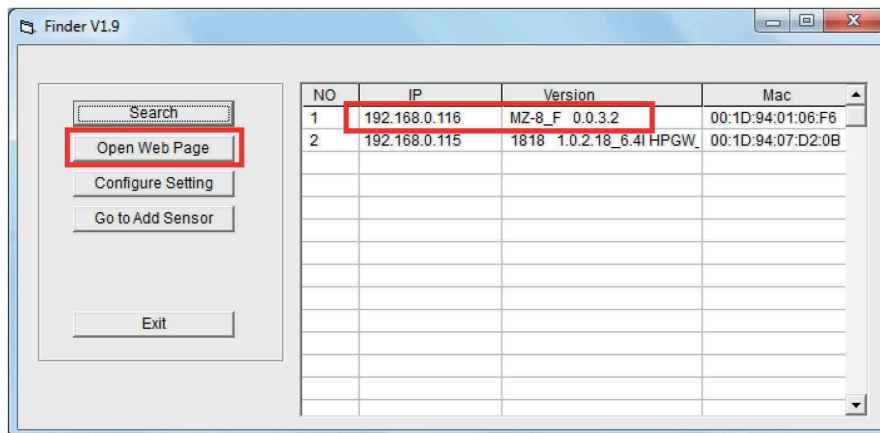 Finder V1.9
Search
Open Web Page
Configure Setting
Go to Add Sensor
Exit
NO IP Version Mac
1 192.168.0.116 MZ-8_F 0.0.3.2 00:1D:94:01:06:F6
2 192.168.0.115 1818 1.0.2.18_6.4I HPGW_ 00:1D:94:07:D2:0B